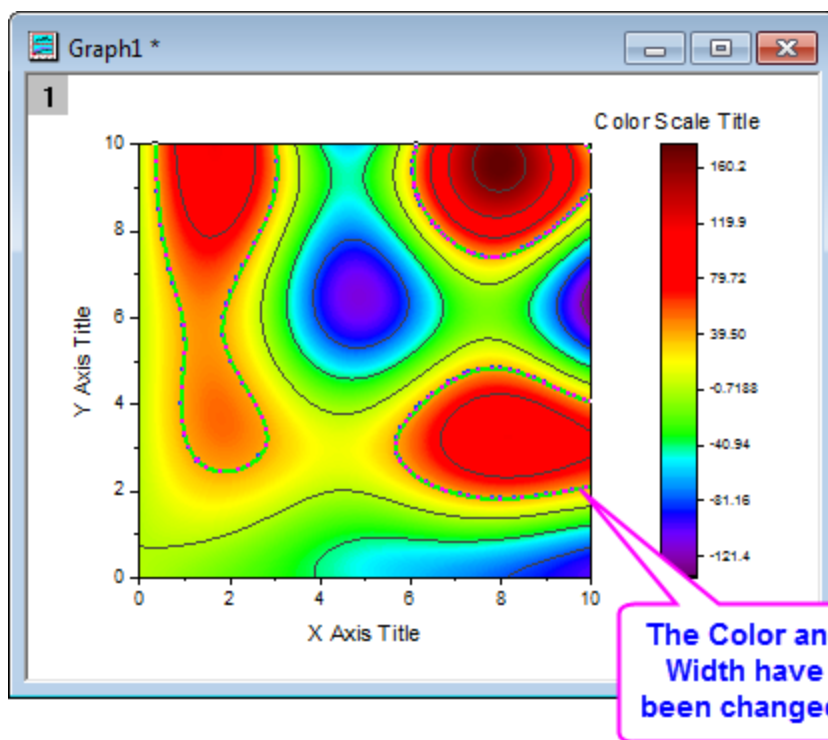 Graph1 *
1
Color Scale Title
10
8
6
4
2
0
Y Axis Title
0 2 4 6 8 10
X Axis Title
160.2
119.9
79.72
39.50
-0.7188
-40.94
-81.16
-121.4
The Color an
Width have
been changed